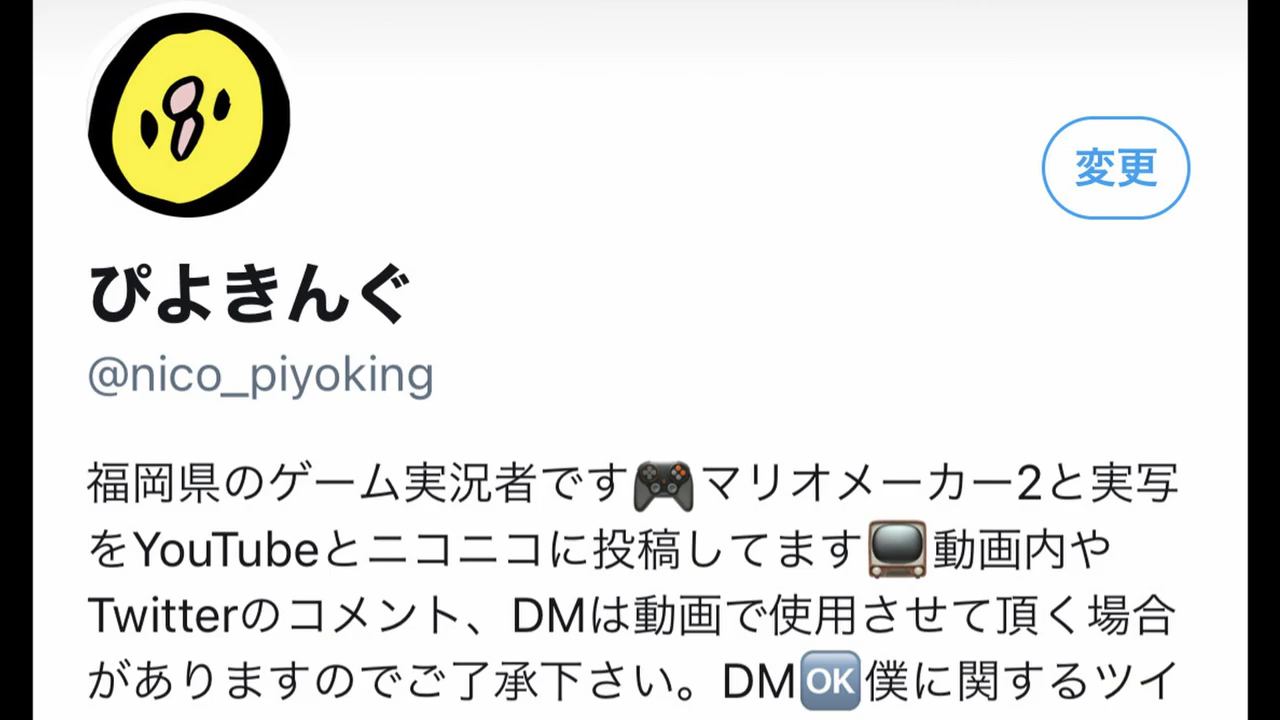 変更
ぴよきんぐ
@nico_piyoking
福岡県のゲーム実況者です🎮マリオメーカー2と実写
をYouTubeとニコニコに投稿してます📺動画内や
Twitterのコメント、DMは動画で使用させて頂く場合
がありますのでご了承下さい。DM🆗僕に関するツイ